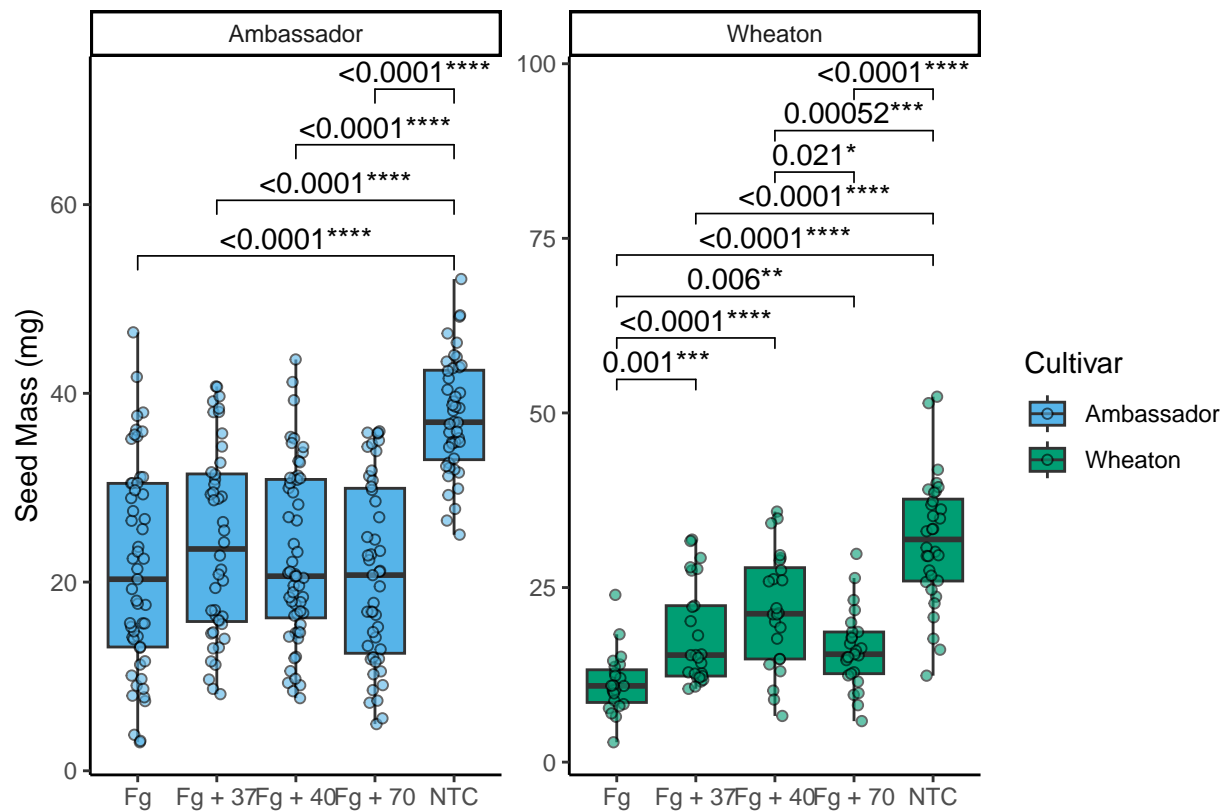 Ambassador
Wheaton
Seed Mass (mg)
60
40
20
0
<0.0001****
<0.0001****
<0.0001****
<0.0001****
Fg
Fg + 37
Fg + 40
Fg + 70
NTC
100
75
50
25
0
<0.0001****
0.00052***
0.021*
<0.0001****
<0.0001****
0.006**
<0.0001****
0.001***
Fg
Fg + 37
Fg + 40
Fg + 70
NTC
Cultivar
Ambassador
Wheaton